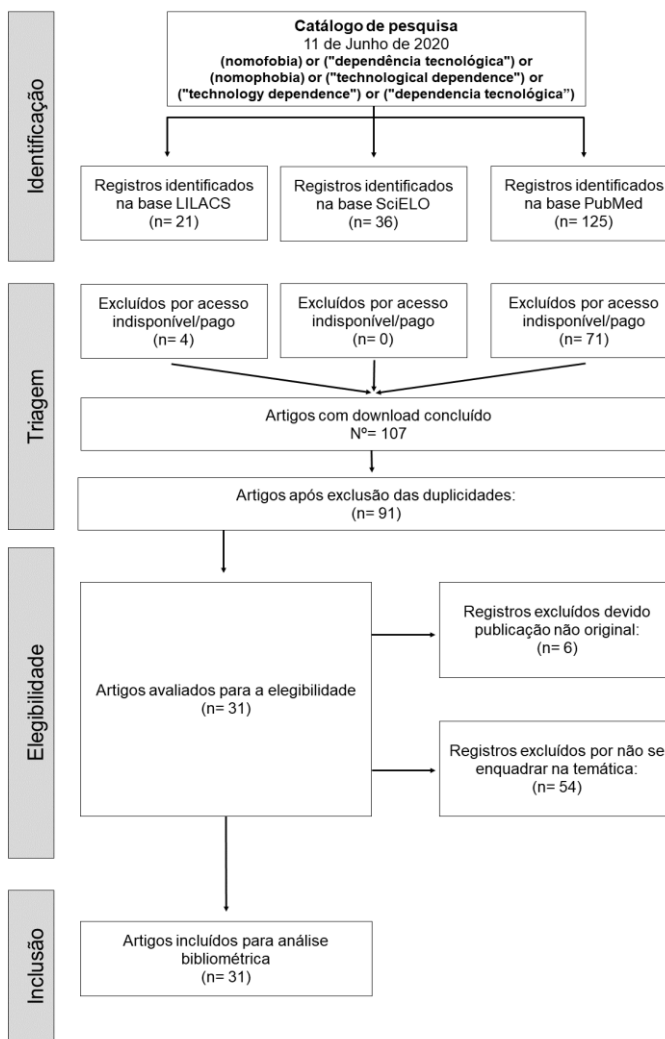 Identificação
Catálogo de pesquisa
11 de Junho de 2020
(nomofobia) or ("dependência tecnológica") or
(nomophobia) or ("technological dependence") or
("technology dependence") or ("dependencia tecnológica”)
Registros identificados
na base LILACS
(n= 21)
Registros identificados
na base SciELO
(n= 36)
Registros identificados
na base PubMed
(n= 125)
Triagem
Excluídos por acesso
indisponível/pago
(n= 4)
Excluídos por acesso
indisponível/pago
(n= 0)
Excluídos por acesso
indisponível/pago
(n= 71)
Artigos com download concluído
Nº= 107
Artigos após exclusão das duplicidades:
(n= 91)
Elegibilidade
Artigos avaliados para a elegibilidade
(n= 31)
Registros excluídos devido
publicação não original:
(n= 6)
Registros excluídos por não se
enquadrar na temática:
(n= 54)
Inclusão
Artigos incluídos para análise
bibliométrica
(n= 31)